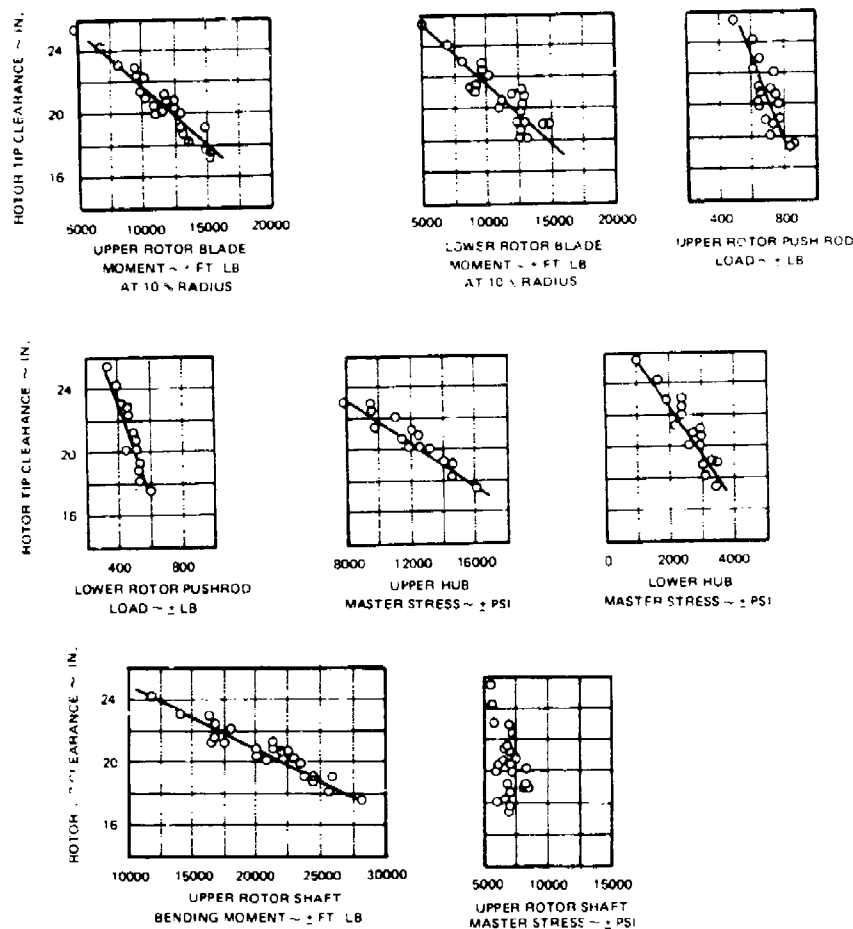 ROTOR TIP CLEARANCE ~ IN.
24
20
16
5000 10000 15000 20000
UPPER ROTOR BLADE
MOMENT ~ ± FT LB
AT 10 % RADIUS
5000 10000 15000 20000
LOWER ROTOR BLADE
MOMENT ~ ± FT LB
AT 10 % RADIUS
400 800
UPPER ROTOR PUSH ROD
LOAD ~ ± LB
ROTOR TIP CLEARANCE ~ IN.
24
20
16
400 800
LOWER ROTOR PUSHROD
LOAD ~ ± LB
8000 12000 16000
UPPER HUB
MASTER STRESS ~ ± PSI
0 2000 4000
LOWER HUB
MASTER STRESS ~ ± PSI
ROTOR CLEARANCE ~ IN.
24
20
16
10000 15000 20000 25000 30000
UPPER ROTOR SHAFT
BENDING MOMENT ~ ± FT LB
5000 10000 15000
UPPER ROTOR SHAFT
MASTER STRESS ~ ± PSI